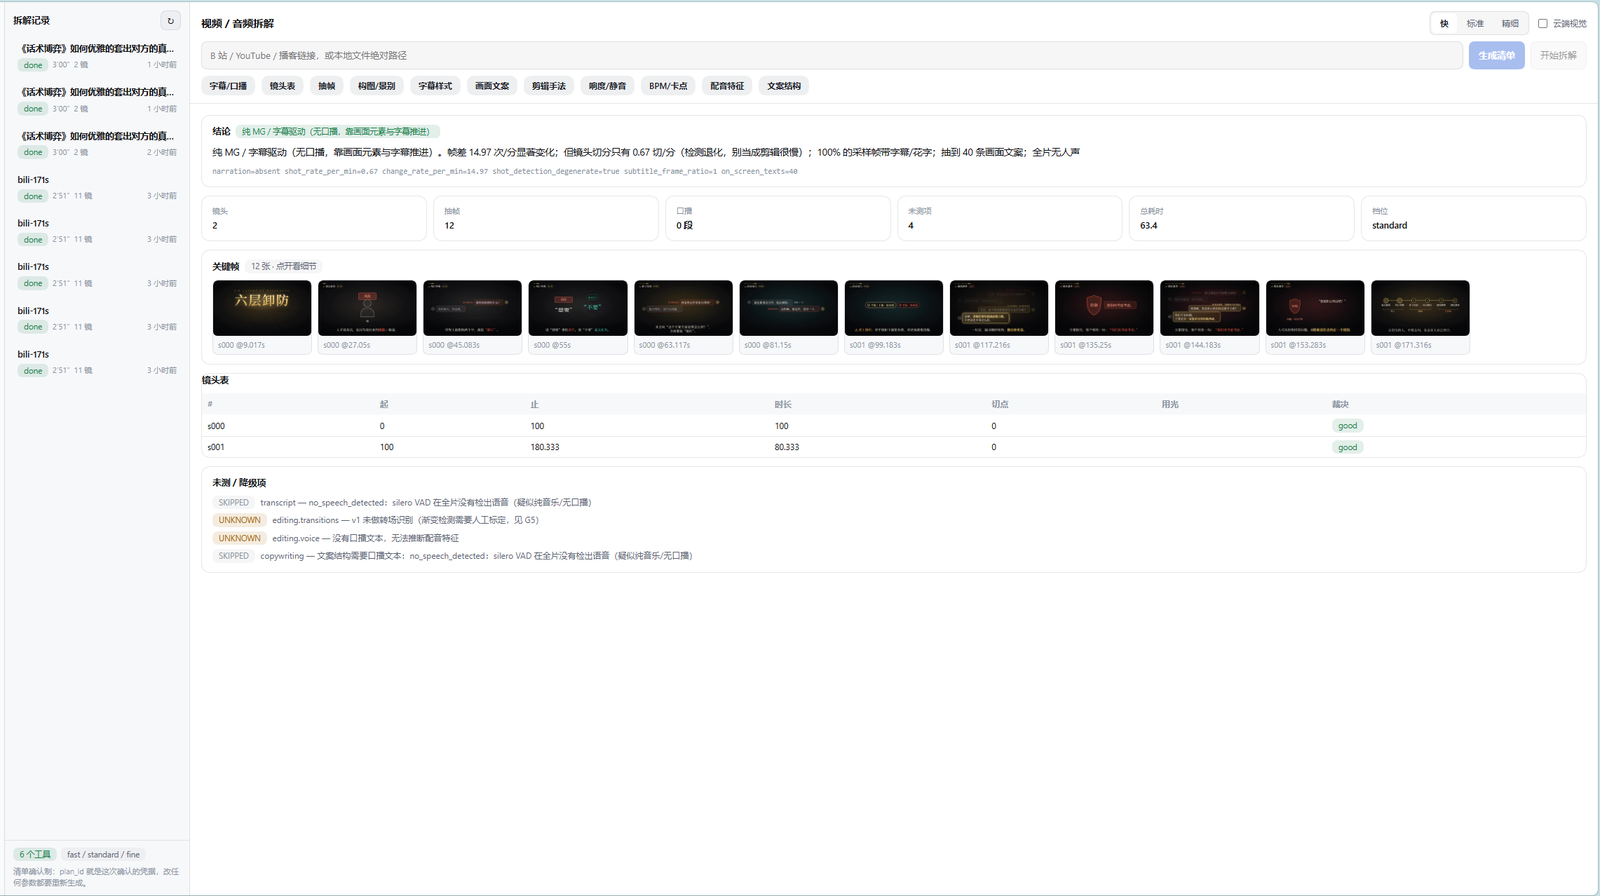 拆解记录
↻
《话术博弈》如何优雅的套出对方的真...
done 3'00" 2 镜 1 小时前
《话术博弈》如何优雅的套出对方的真...
done 3'00" 2 镜 1 小时前
《话术博弈》如何优雅的套出对方的真...
done 3'00" 2 镜 2 小时前
bili-171s
done 2'51" 11 镜 3 小时前
bili-171s
done 2'51" 11 镜 3 小时前
bili-171s
done 2'51" 11 镜 3 小时前
bili-171s
done 2'51" 11 镜 3 小时前
bili-171s
done 2'51" 11 镜 3 小时前
6 个工具 fast / standard / fine
清单确认制：plan_id 就是这次确认的凭据，改任
何参数都要重新生成。
视频 / 音频拆解
快 标准 精细 云端视觉
B 站 / YouTube / 播客链接，或本地文件绝对路径
生成清单 开始拆解
字幕/口播 镜头表 抽帧 构图/景别 字幕样式 画面文案 剪辑手法 响度/静音 BPM/卡点 配音特征 文案结构
结论 纯 MG / 字幕驱动（无口播，靠画面元素与字幕推进）
纯 MG / 字幕驱动（无口播，靠画面元素与字幕推进）。帧差 14.97 次/分显著变化；但镜头切分只有 0.67 切/分（检测退化，别当成剪辑很慢）；100% 的采样帧带字幕/花字；抽到 40 条画面文案；全片无人声
narration=absent shot_rate_per_min=0.67 change_rate_per_min=14.97 shot_detection_degenerate=true subtitle_frame_ratio=1 on_screen_texts=40
镜头 抽帧 口播 未测项 总耗时 档位
2 12 0 段 4 63.4 standard
关键帧 12 张 · 点开看细节
六层卸防
s000 @9.017s s000 @27.05s s000 @45.083s s000 @55s s000 @63.117s s000 @81.15s s001 @99.183s s001 @117.216s s001 @135.25s s001 @144.183s s001 @153.283s s001 @171.316s
镜头表
# 起 止 时长 切点 用光 裁决
s000 0 100 100 0 good
s001 100 180.333 80.333 0 good
未测 / 降级项
SKIPPED transcript — no_speech_detected：silero VAD 在全片没有检出语音（疑似纯音乐/无口播）
UNKNOWN editing.transitions — v1 未做转场识别（渐变检测需要人工标定，见 G5）
UNKNOWN editing.voice — 没有口播文本，无法推断配音特征
SKIPPED copywriting — 文案结构需要口播文本：no_speech_detected：silero VAD 在全片没有检出语音（疑似纯音乐/无口播）